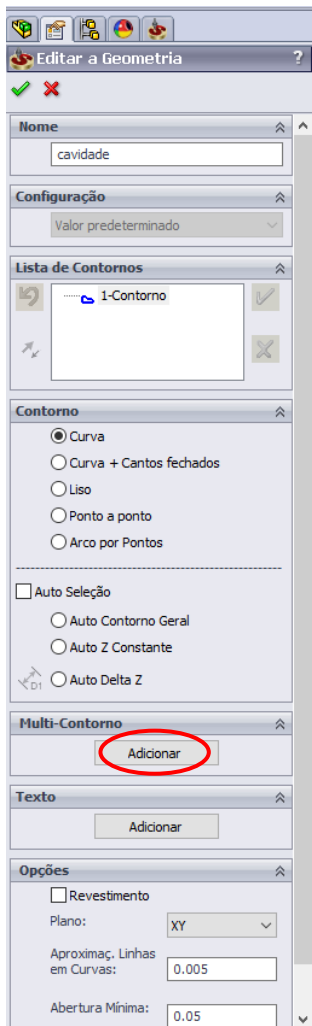 Editar a Geometria ?
Nome
cavidade
Configuração
Valor predeterminado
Lista de Contornos
1-Contorno
Contorno
Curva
Curva + Cantos fechados
Liso
Ponto a ponto
Arco por Pontos
Auto Seleção
Auto Contorno Geral
Auto Z Constante
D1
Auto Delta Z
Multi-Contorno
Adicionar
Texto
Adicionar
Opções
Revestimento
Plano: XY
Aproximaç. Linhas
em Curvas: 0.005
Abertura Mínima: 0.05